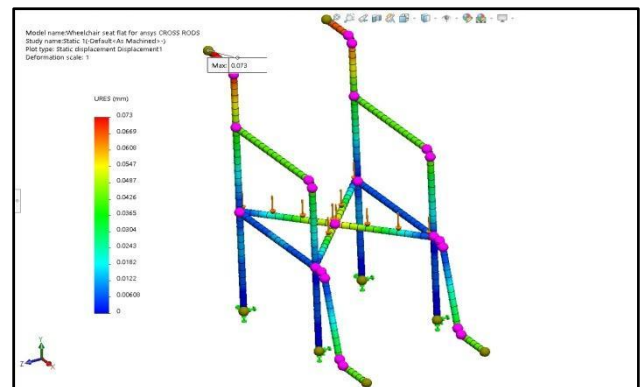 Model name:Wheelchair seat flat for ansys CROSS RODS
Study name:Static 1(-Default<As Machined>-)
Plot type: Static displacement Displacement1
Deformation scale: 1
Max: 0.073
URES (mm)
0.073
0.0669
0.0608
0.0547
0.0487
0.0426
0.0365
0.0304
0.0243
0.0182
0.0122
0.00608
0
Y
Z
X